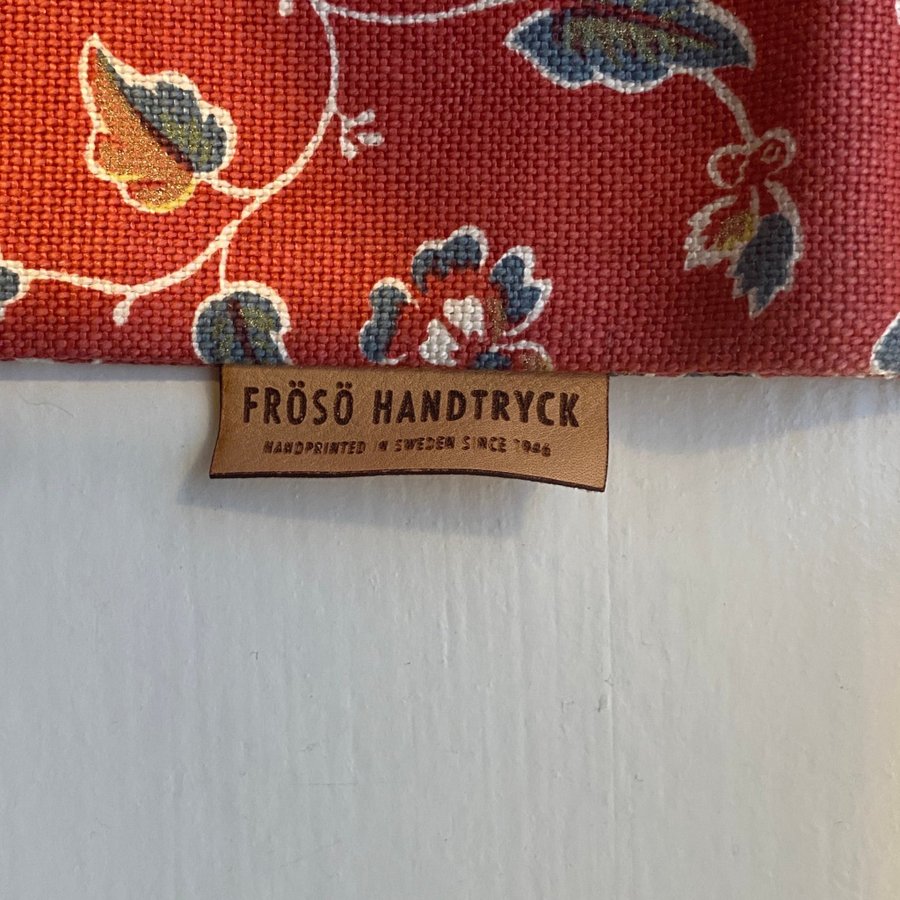 FRÖSÖ HANDTRYCK
HANDPRINTED IN SWEDEN SINCE 1946